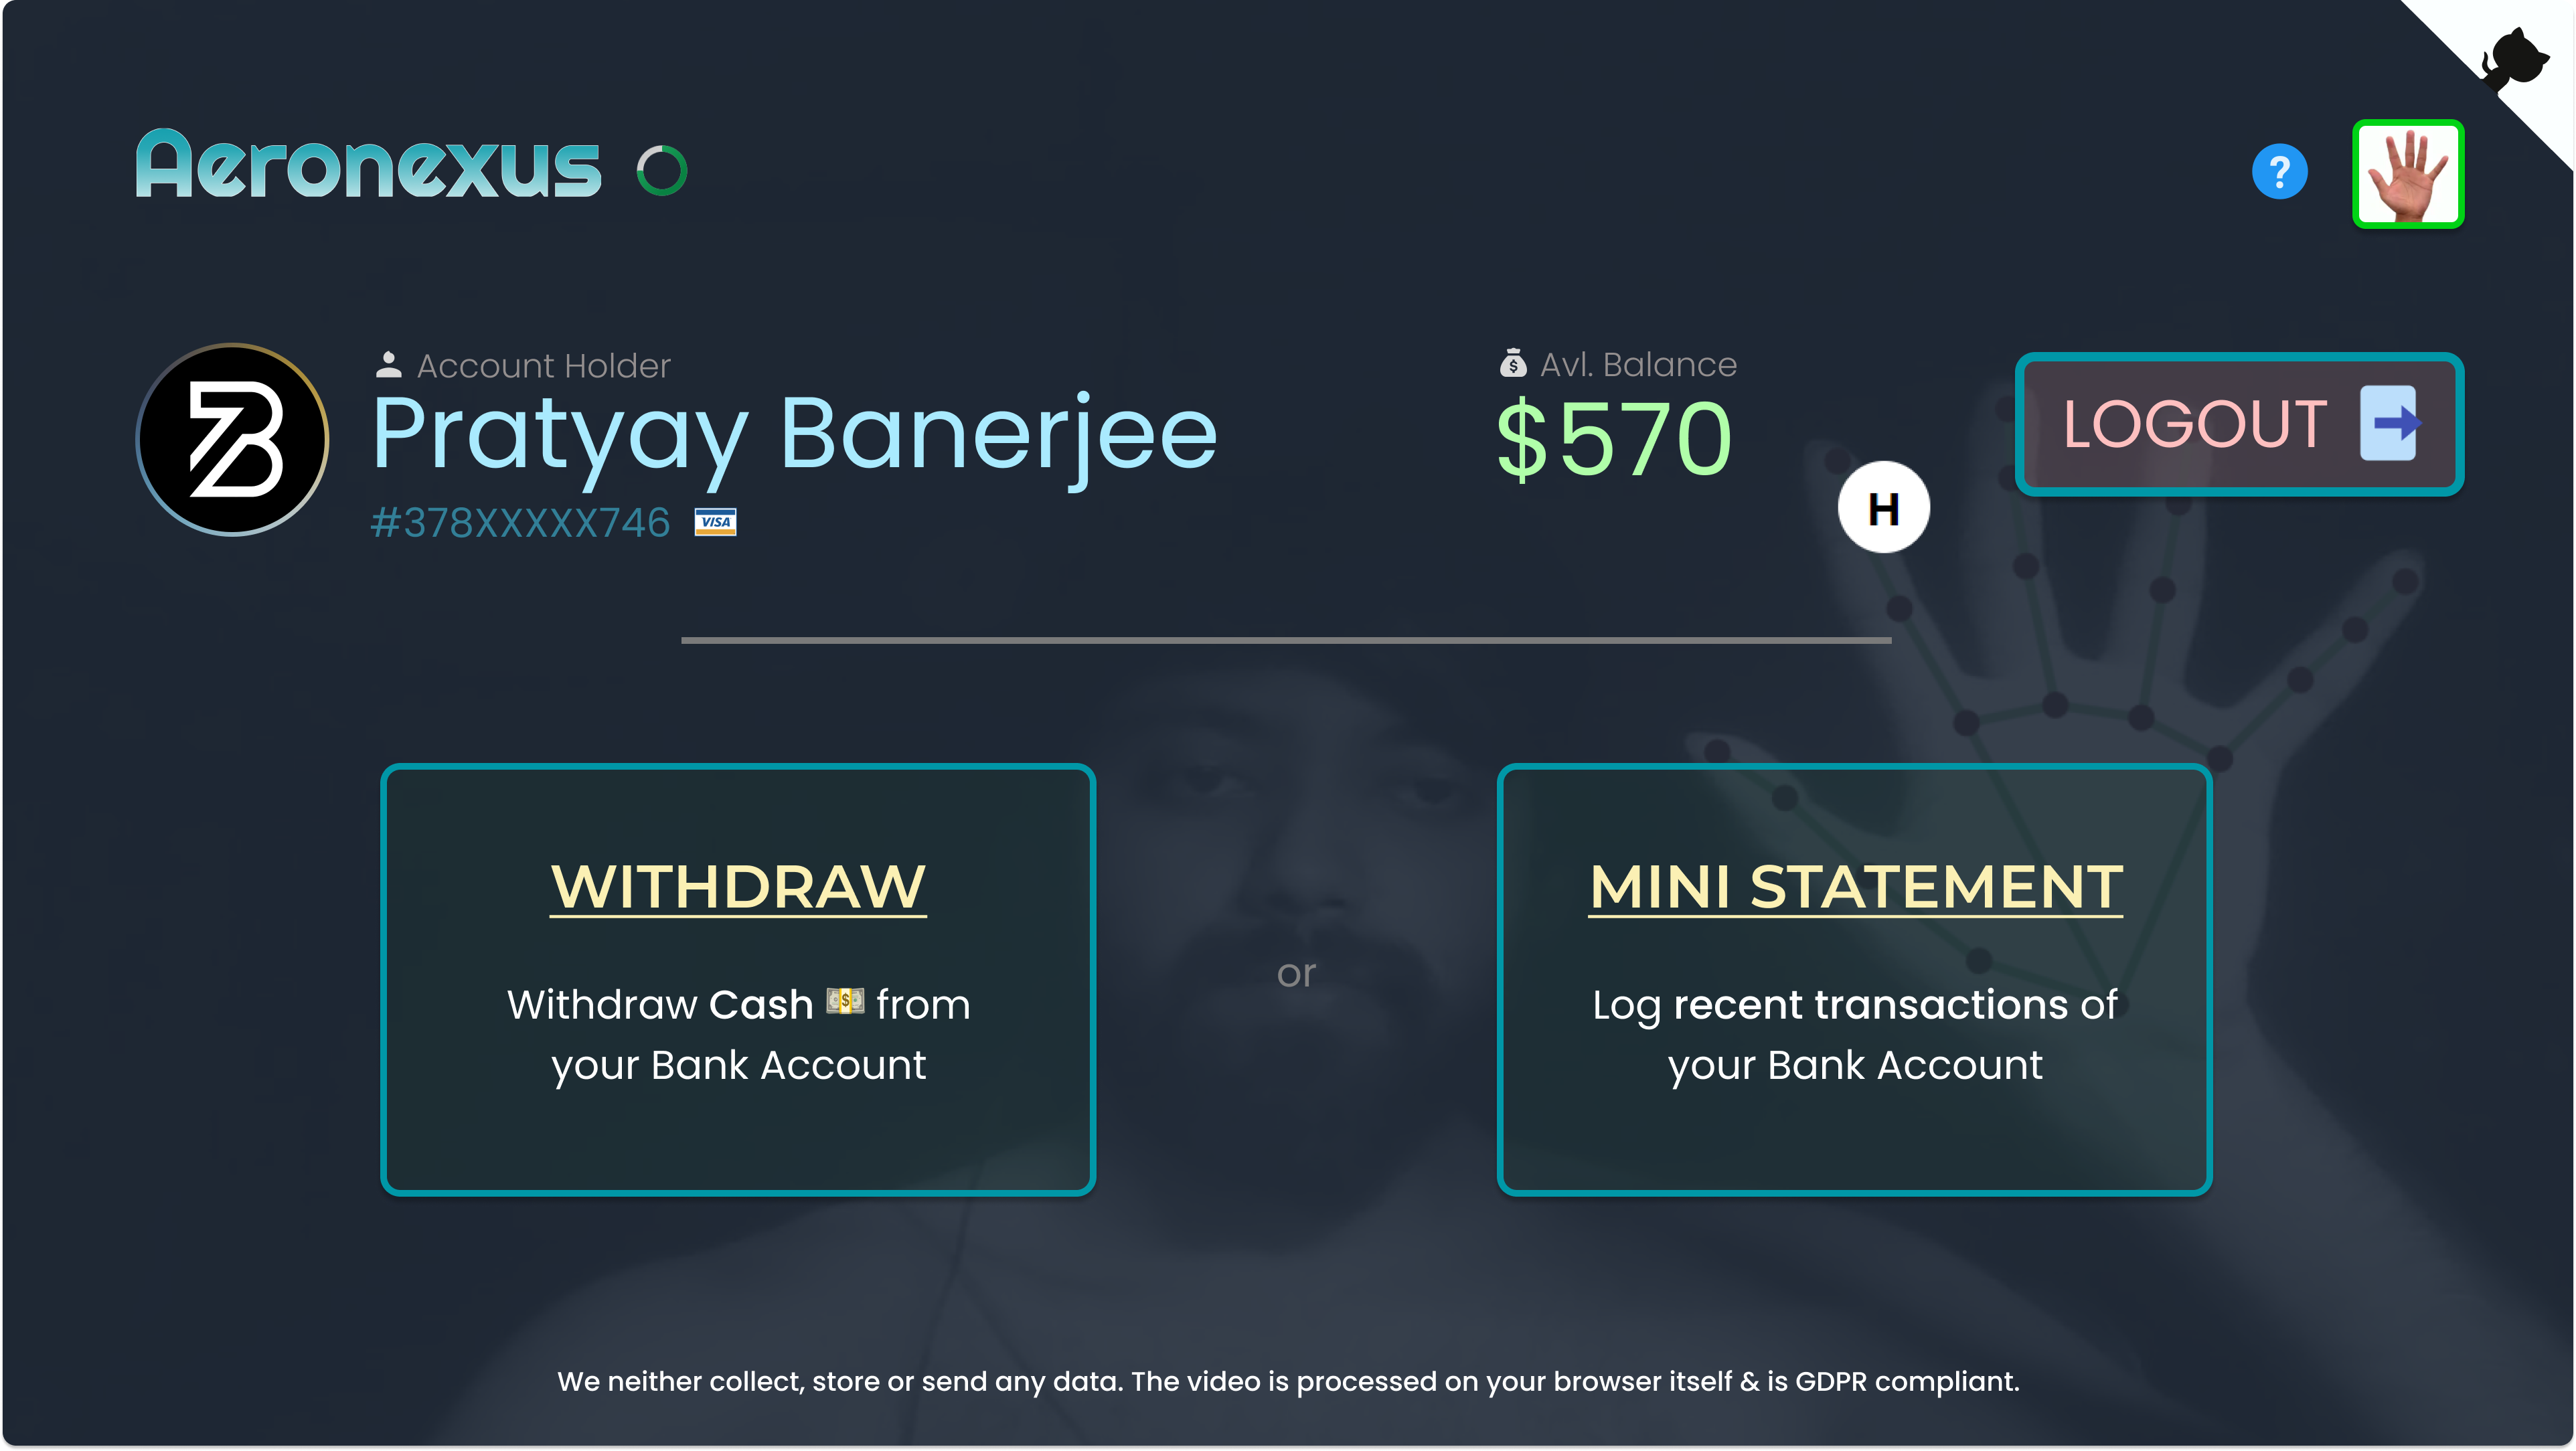 Aeronexus
?
Account Holder
Pratyay Banerjee
#378XXXXX746 VISA
Avl. Balance
$570
H
LOGOUT
WITHDRAW
Withdraw Cash 💵 from
your Bank Account
or
MINI STATEMENT
Log recent transactions of
your Bank Account
We neither collect, store or send any data. The video is processed on your browser itself & is GDPR compliant.